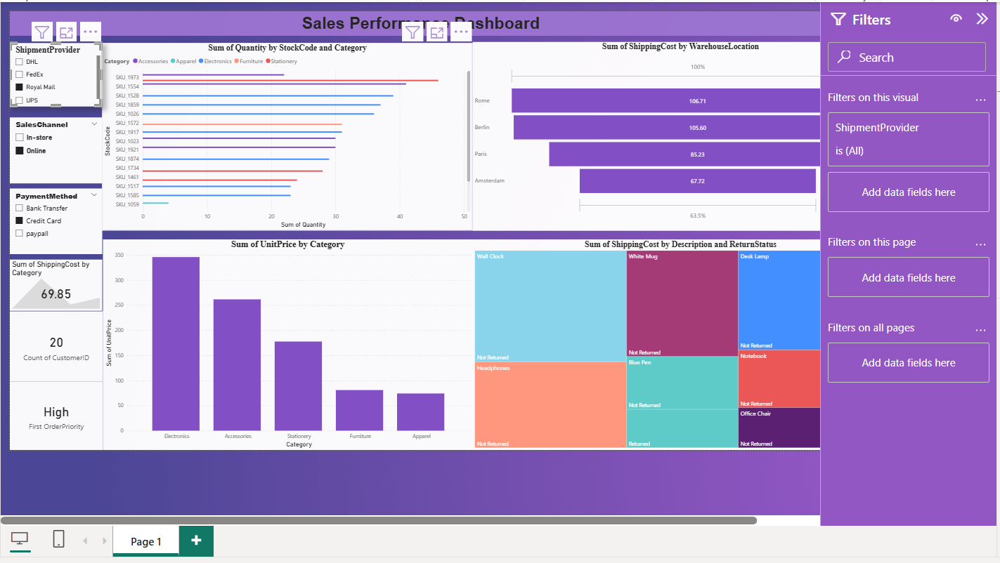 Sales Performance Dashboard
Filters
Search
Filters on this visual
...
ShipmentProvider
is (All)
Add data fields here
Filters on this page
...
Add data fields here
Filters on all pages
...
Add data fields here
ShipmentProvider
DHL
FedEx
Royal Mail
UPS
SalesChannel
In-store
Online
PaymentMethod
Bank Transfer
Credit Card
paypall
Sum of ShippingCost by
Category
69.85
20
Count of CustomerID
High
First OrderPriority
Sum of Quantity by StockCode and Category
Category Accessories Apparel Electronics Furniture Stationery
StockCode
SKU_1973
SKU_1554
SKU_1528
SKU_1859
SKU_1026
SKU_1572
SKU_1917
SKU_1023
SKU_1921
SKU_1874
SKU_1734
SKU_1461
SKU_1517
SKU_1585
SKU_1059
0 10 20 30 40 50
Sum of Quantity
Sum of ShippingCost by WarehouseLocation
100%
Rome 106.71
Berlin 105.60
Paris 85.23
Amsterdam 67.72
63.5%
Sum of UnitPrice by Category
Sum of UnitPrice
350
300
250
200
150
100
50
0
Electronics Accessories Stationery Furniture Apparel
Category
Sum of ShippingCost by Description and ReturnStatus
Wall Clock
Not Returned
Headphones
Not Returned
White Mug
Not Returned
Blue Pen
Not Returned
Returned
Desk Lamp
Not Returned
Notebook
Not Returned
Office Chair
Not Returned
Page 1